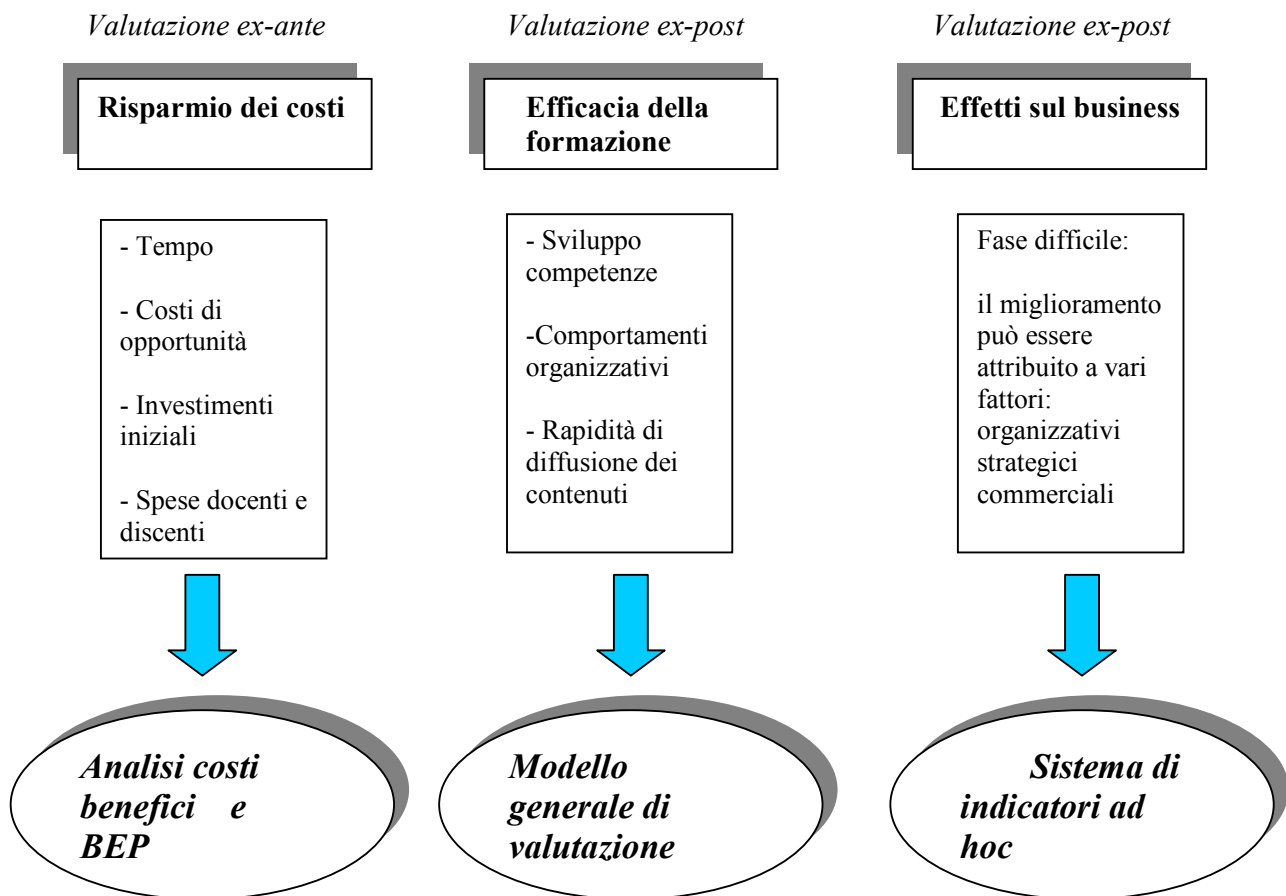 Valutazione ex-ante
Risparmio dei costi
- Tempo
- Costi di
opportunità
- Investimenti
iniziali
- Spese docenti e
discenti
Analisi costi
benefici e
BEP
Valutazione ex-post
Efficacia della
formazione
- Sviluppo
competenze
-Comportamenti
organizzativi
- Rapidità di
diffusione dei
contenuti
Modello
generale di
valutazione
Valutazione ex-post
Effetti sul business
Fase difficile:
il miglioramento
può essere
attribuito a vari
fattori:
organizzativi
strategici
commerciali
Sistema di
indicatori ad
hoc